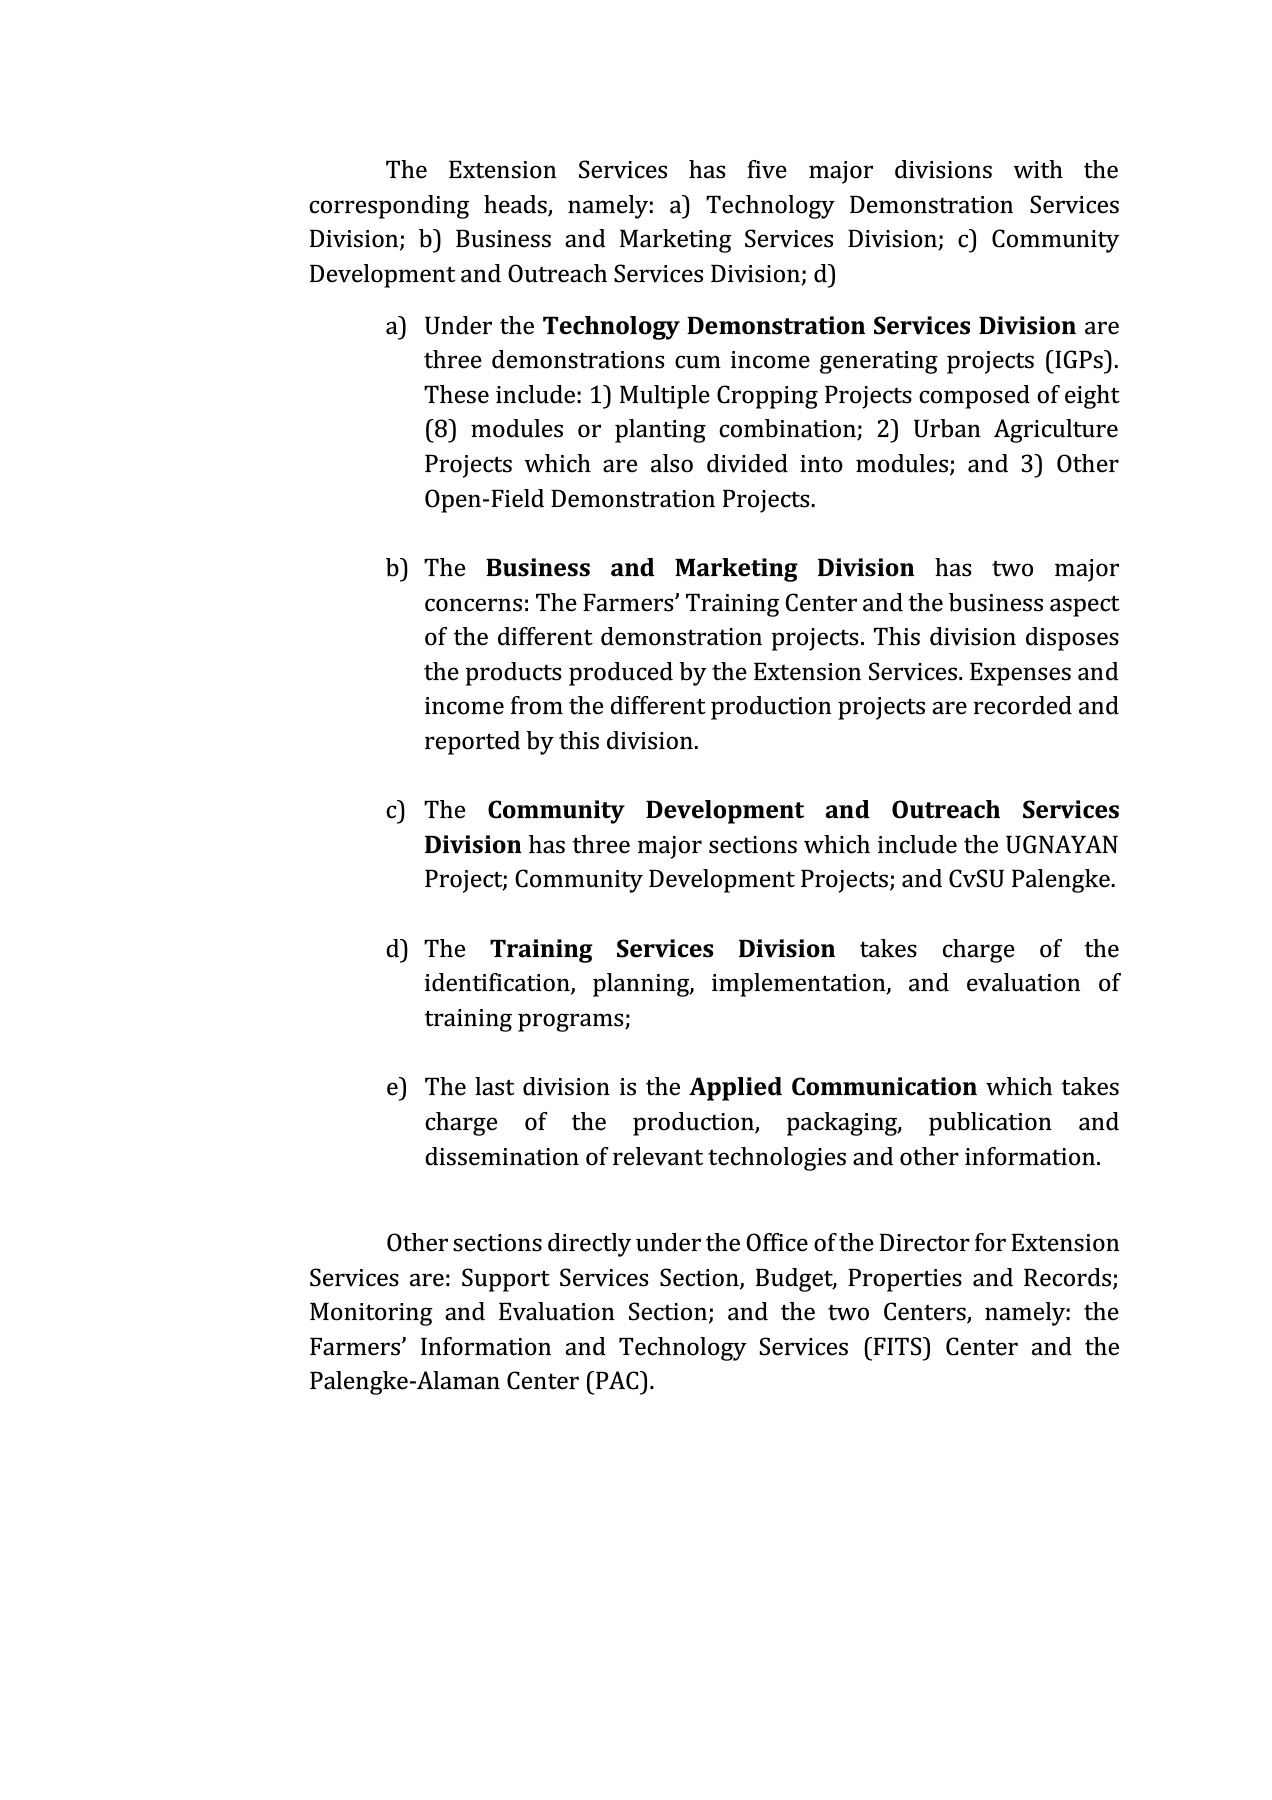 The Extension Services has five major divisions with the
corresponding heads, namely: a) Technology Demonstration Services
Division; b) Business and Marketing Services Division; c) Community
Development and Outreach Services Division; d)
a) Under the Technology Demonstration Services Division are
three demonstrations cum income generating projects (IGPs).
These include: 1) Multiple Cropping Projects composed of eight
(8) modules or planting combination; 2) Urban Agriculture
Projects which are also divided into modules; and 3) Other
Open-Field Demonstration Projects.
b) The Business and Marketing Division has two major
concerns: The Farmers’ Training Center and the business aspect
of the different demonstration projects. This division disposes
the products produced by the Extension Services. Expenses and
income from the different production projects are recorded and
reported by this division.
c) The Community Development and Outreach Services
Division has three major sections which include the UGNAYAN
Project; Community Development Projects; and CvSU Palengke.
d) The Training Services Division takes charge of the
identification, planning, implementation, and evaluation of
training programs;
e) The last division is the Applied Communication which takes
charge of the production, packaging, publication and
dissemination of relevant technologies and other information.
Other sections directly under the Office of the Director for Extension
Services are: Support Services Section, Budget, Properties and Records;
Monitoring and Evaluation Section; and the two Centers, namely: the
Farmers’ Information and Technology Services (FITS) Center and the
Palengke-Alaman Center (PAC).